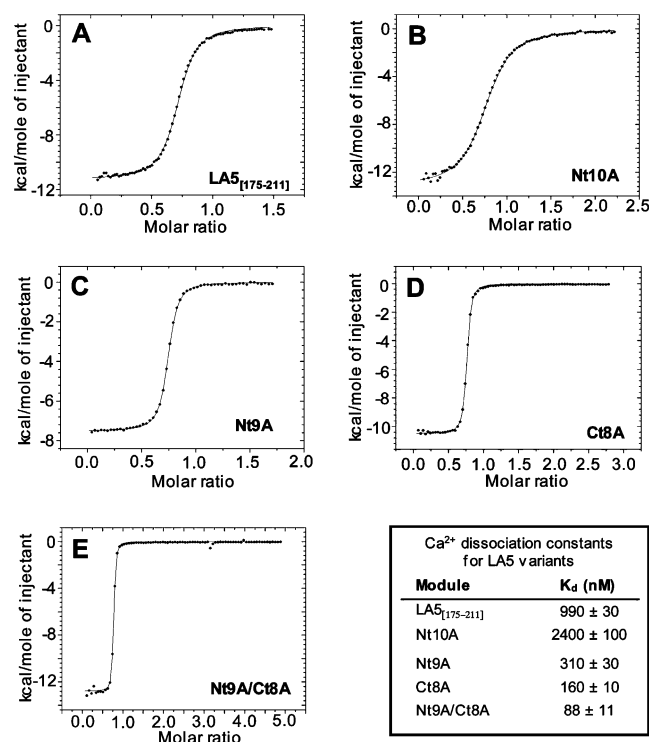 A
kcal/mole of injectant
0
-4
-8
-12
LA5[175-211]
0.0 0.5 1.0 1.5
Molar ratio
B
kcal/mole of injectant
0
-4
-8
-12
Nt10A
0.0 0.5 1.0 1.5 2.0 2.5
Molar ratio
C
kcal/mole of injectant
0
-2
-4
-6
-8
Nt9A
0.0 0.5 1.0 1.5 2.0
Molar ratio
D
kcal/mole of injectant
0
-2
-4
-6
-8
-10
Ct8A
0.0 0.5 1.0 1.5 2.0 2.5 3.0
Molar ratio
E
kcal/mole of injectant
0
-4
-8
-12
Nt9A/Ct8A
0.0 1.0 2.0 3.0 4.0 5.0
Molar ratio
Ca²⁺ dissociation constants
for LA5 variants
Module Kd (nM)
LA5[175-211] 990 ± 30
Nt10A 2400 ± 100
Nt9A 310 ± 30
Ct8A 160 ± 10
Nt9A/Ct8A 88 ± 11